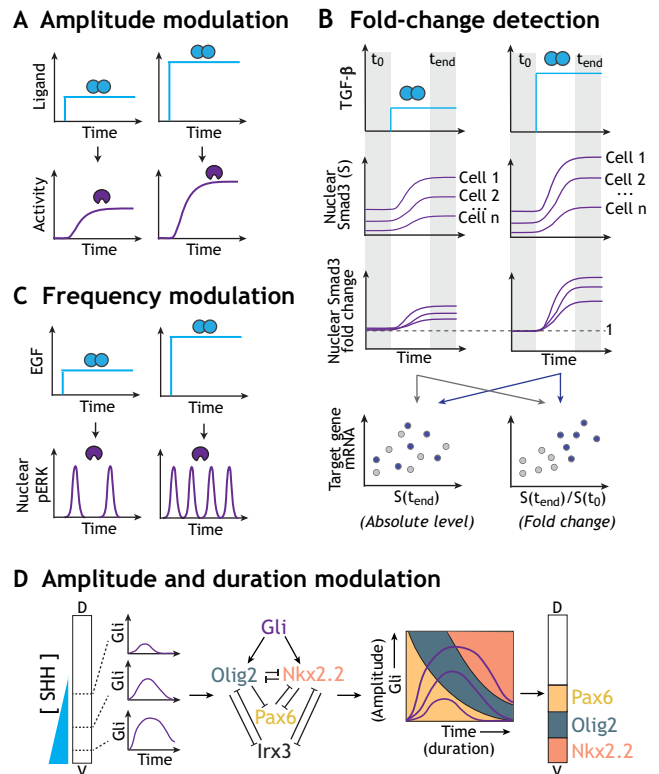 A Amplitude modulation
Ligand
Time
Time
Activity
Time
Time
B Fold-change detection
TGF-β
t0
tend
t0
tend
Nuclear
Smad3 (S)
Cell 1
Cell 2
...
Cell n
Cell 1
Cell 2
...
Cell n
Nuclear Smad3
fold change
1
Time
Time
Target gene
mRNA
S(tend)
(Absolute level)
S(tend)/S(t0)
(Fold change)
C Frequency modulation
EGF
Time
Time
Nuclear
pERK
Time
Time
D Amplitude and duration modulation
[ SHH ]
D
V
Gli
Gli
Gli
Time
Gli
Olig2
Nkx2.2
Pax6
Irx3
(Amplitude)
Gli
Time
(duration)
D
Pax6
Olig2
Nkx2.2
V